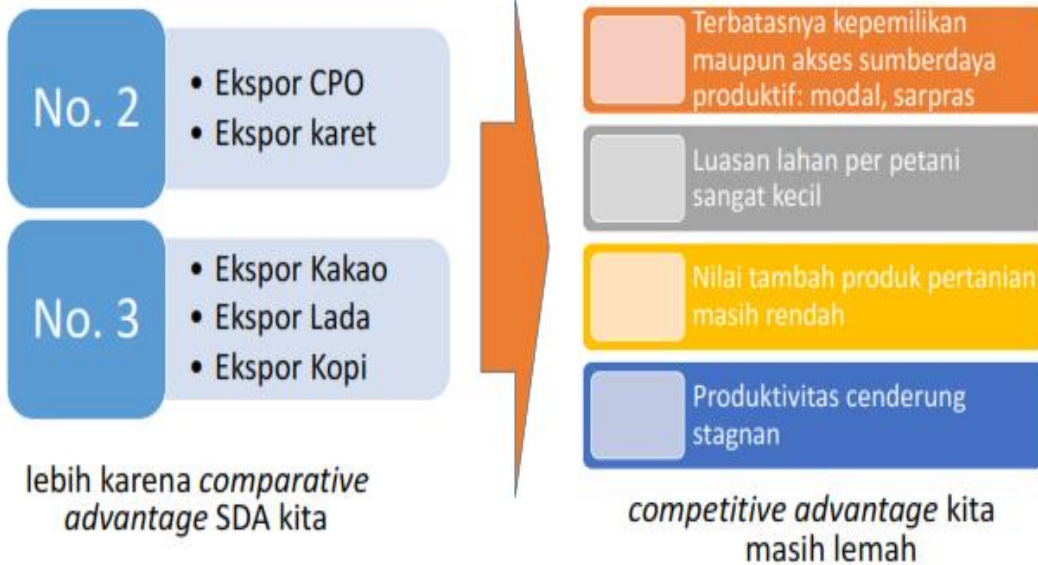 No. 2
• Ekspor CPO
• Ekspor karet
No. 3
• Ekspor Kakao
• Ekspor Lada
• Ekspor Kopi
lebih karena comparative
advantage SDA kita
Terbatasnya kepemilikan
maupun akses sumberdaya
produktif: modal, sarpras
Luasan lahan per petani
sangat kecil
Nilai tambah produk pertanian
masih rendah
Produktivitas cenderung
stagnan
competitive advantage kita
masih lemah